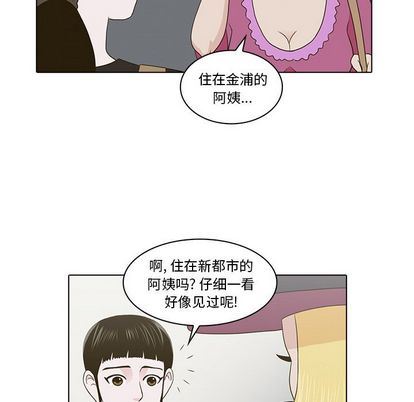 住在金浦的
阿姨...
啊, 住在新都市的
阿姨吗? 仔细一看
好像见过呢!